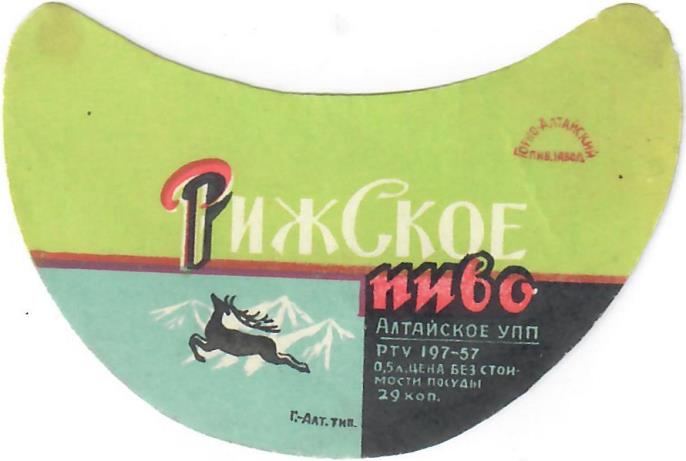 Горно-Алтайский
пив. завод
Рижское
пиво
Алтайское УПП
РТУ 197-57
0,5 л. цена без стои-
мости посуды
29 коп.
Г.-Алт. тип.